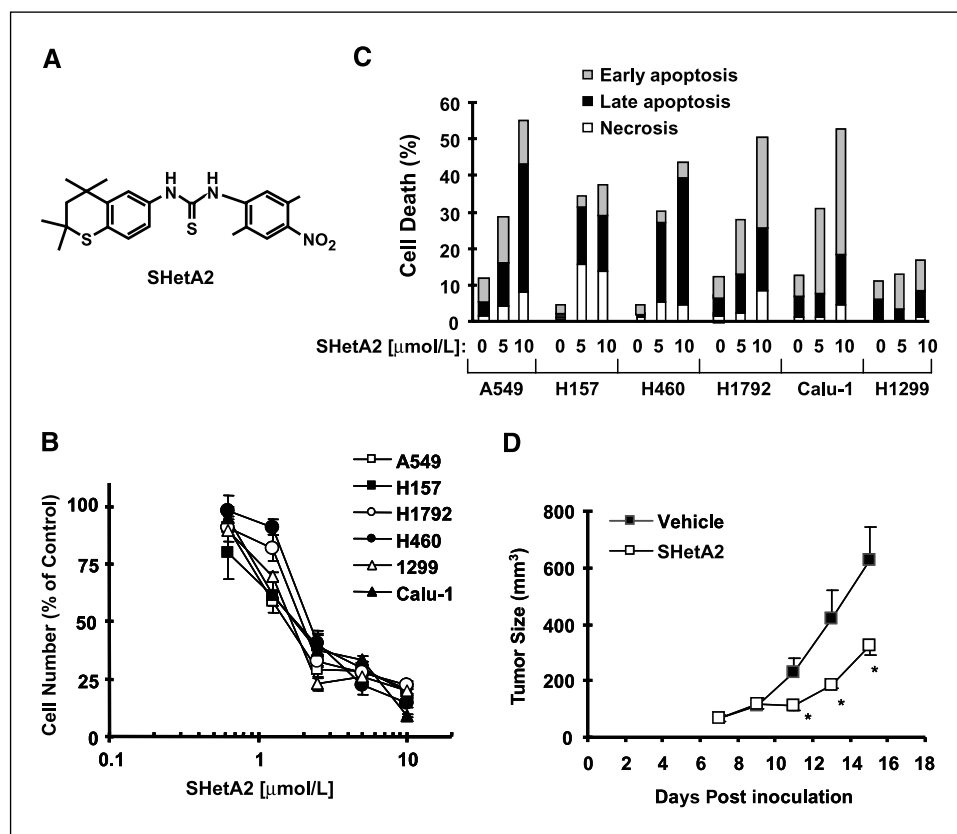 A
H
N
H
N
S
S
NO₂
SHetA2
C
Early apoptosis
Late apoptosis
Necrosis
Cell Death (%)
60
50
40
30
20
10
0
SHetA2 [μmol/L]: 0 5 10 0 5 10 0 5 10 0 5 10 0 5 10 0 5 10
A549 H157 H460 H1792 Calu-1 H1299
B
A549
H157
H1792
H460
1299
Calu-1
Cell Number (% of Control)
100
75
50
25
0
0.1 1 10
SHetA2 [μmol/L]
D
Vehicle
SHetA2
Tumor Size (mm³)
800
600
400
200
0
* * *
0 2 4 6 8 10 12 14 16 18
Days Post inoculation